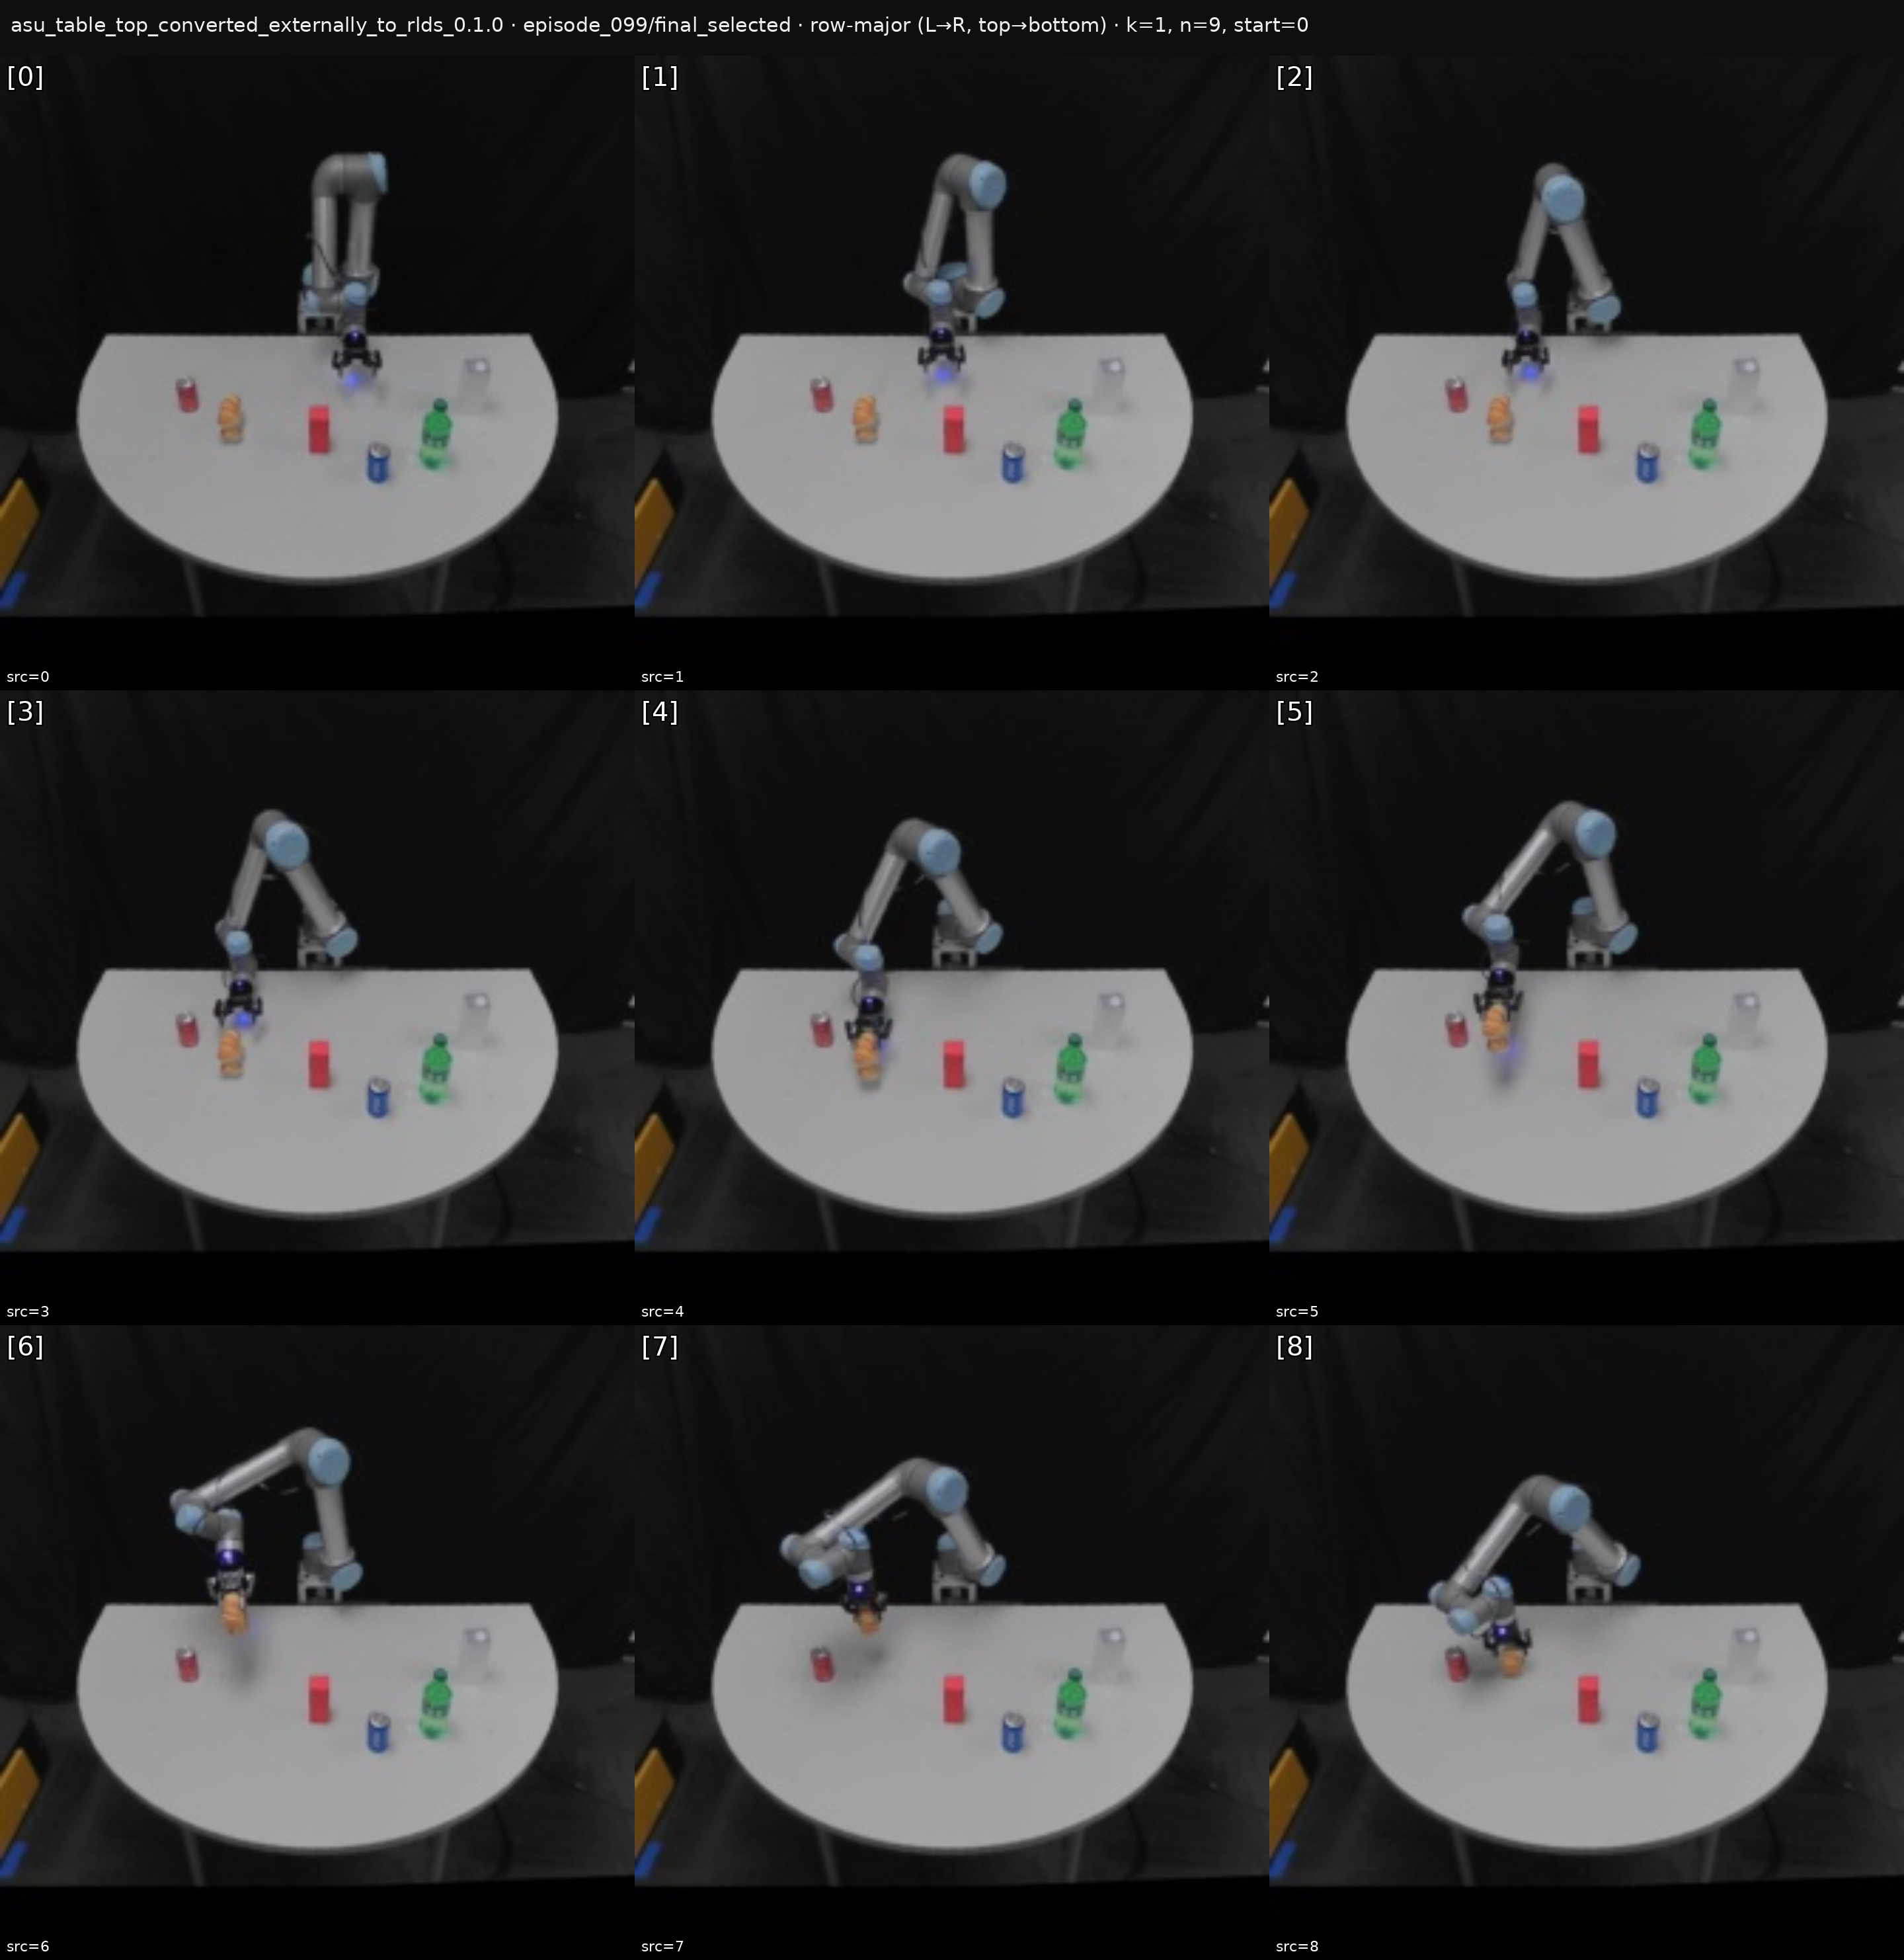 asu_table_top_converted_externally_to_rlds_0.1.0 · episode_099/final_selected · row-major (L→R, top→bottom) · k=1, n=9, start=0
[0]
[1]
[2]
src=0
src=1
src=2
[3]
[4]
[5]
src=3
src=4
src=5
[6]
[7]
[8]
src=6
src=7
src=8